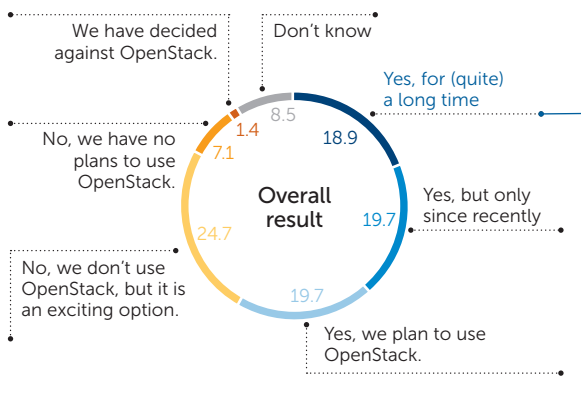 We have decided
against OpenStack.
Don't know
Yes, for (quite)
a long time
8.5
1.4
18.9
7.1
No, we have no
plans to use
OpenStack.
Overall
result
Yes, but only
since recently
19.7
24.7
No, we don't use
OpenStack, but it is
an exciting option.
19.7
Yes, we plan to use
OpenStack.